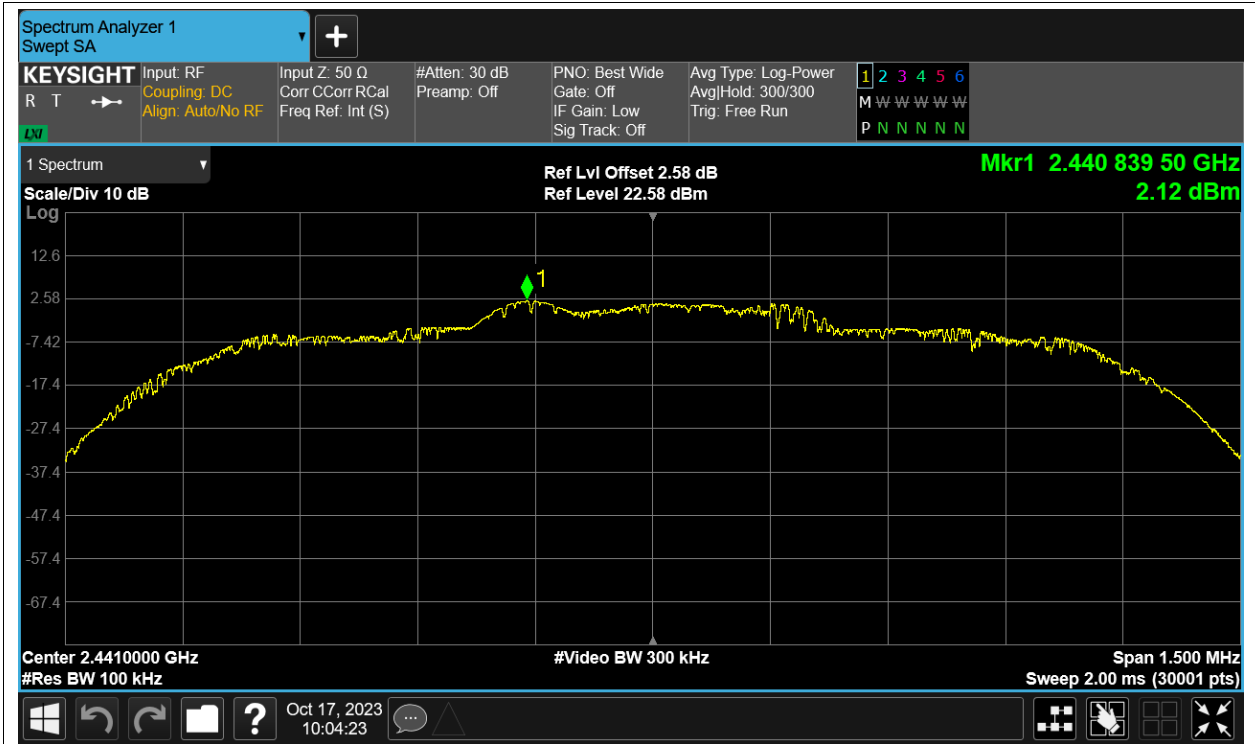 Spectrum Analyzer 1
Swept SA
+
KEYSIGHT
R T
LXI
Input: RF
Coupling: DC
Align: Auto/No RF
Input Z: 50 Ω
Corr CCorr RCal
Freq Ref: Int (S)
#Atten: 30 dB
Preamp: Off
PNO: Best Wide
Gate: Off
IF Gain: Low
Sig Track: Off
Avg Type: Log-Power
Avg|Hold: 300/300
Trig: Free Run
1 2 3 4 5 6
M W W W W W
P N N N N N
1 Spectrum
Scale/Div 10 dB
Log
Ref Lvl Offset 2.58 dB
Ref Level 22.58 dBm
Mkr1 2.440 839 50 GHz
2.12 dBm
12.6
1
2.58
-7.42
-17.4
-27.4
-37.4
-47.4
-57.4
-67.4
Center 2.4410000 GHz
#Video BW 300 kHz
Span 1.500 MHz
#Res BW 100 kHz
Sweep 2.00 ms (30001 pts)
?
Oct 17, 2023
10:04:23